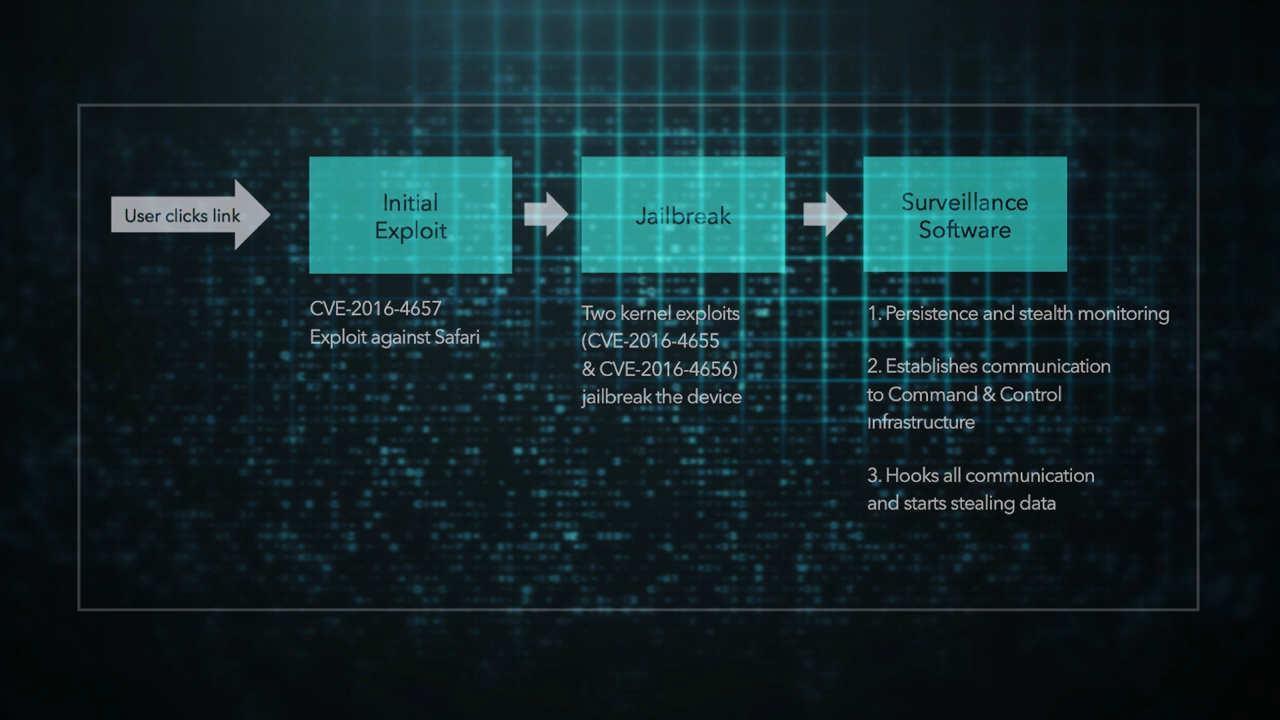 User clicks link
Initial
Exploit
Jailbreak
Surveillance
Software
CVE-2016-4657
Exploit against Safari
Two kernel exploits
(CVE-2016-4655
& CVE-2016-4656)
jailbreak the device
1. Persistence and stealth monitoring
2. Establishes communication
to Command & Control
infrastructure
3. Hooks all communication
and starts stealing data